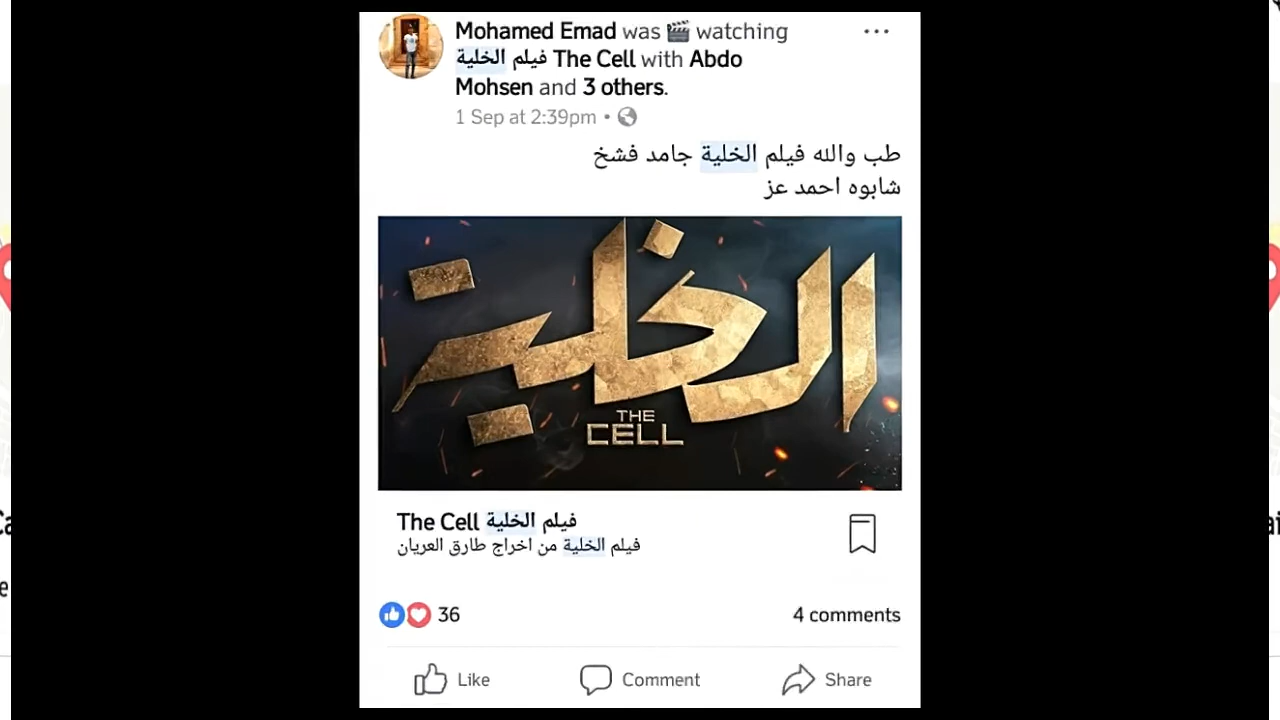 Mohamed Emad was 🎬 watching
فيلم الخلية The Cell with Abdo
Mohsen and 3 others.
1 Sep at 2:39pm •
طب والله فيلم الخلية جامد فشخ
شابوه احمد عز
الخلية
THE
CELL
The Cell فيلم الخلية
فيلم الخلية من اخراج طارق العريان
36
4 comments
Like
Comment
Share